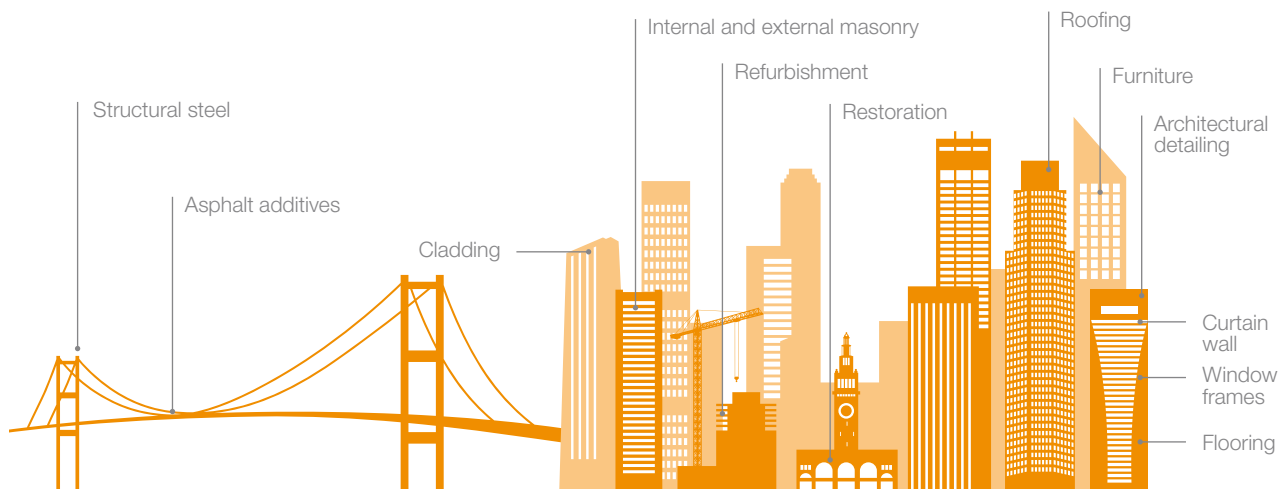 Internal and external masonry
Roofing
Refurbishment
Furniture
Structural steel
Restoration
Architectural
detailing
Asphalt additives
Cladding
Curtain
wall
Window
frames
Flooring